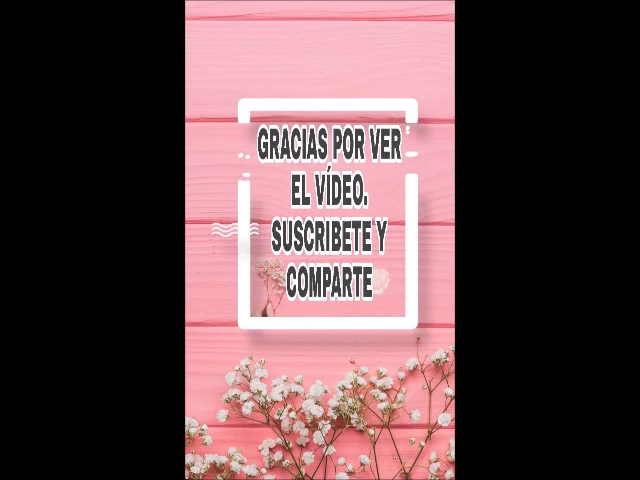 GRACIAS POR VER
EL VÍDEO.
SUSCRIBETE Y
COMPARTE